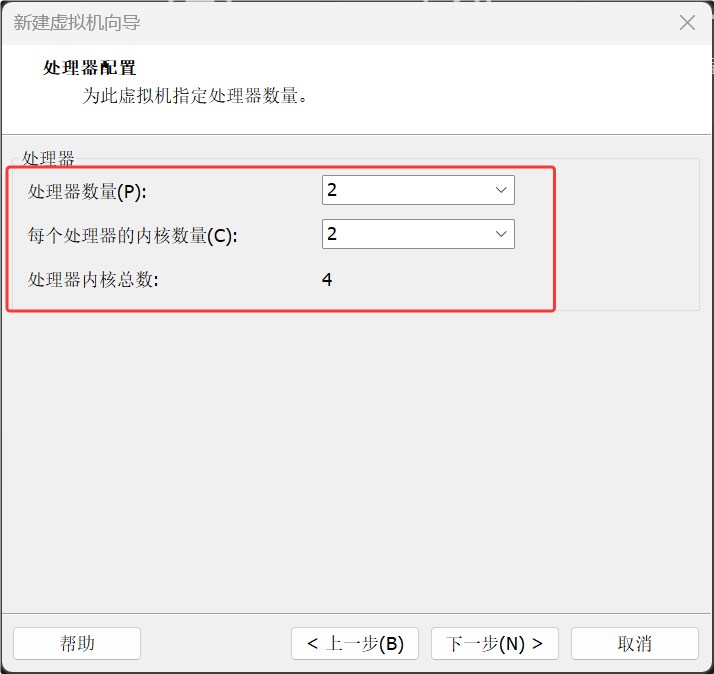 新建虚拟机向导
处理器配置
为此虚拟机指定处理器数量。
处理器
处理器数量(P): 2
每个处理器的内核数量(C): 2
处理器内核总数: 4
帮助 < 上一步(B) 下一步(N) > 取消